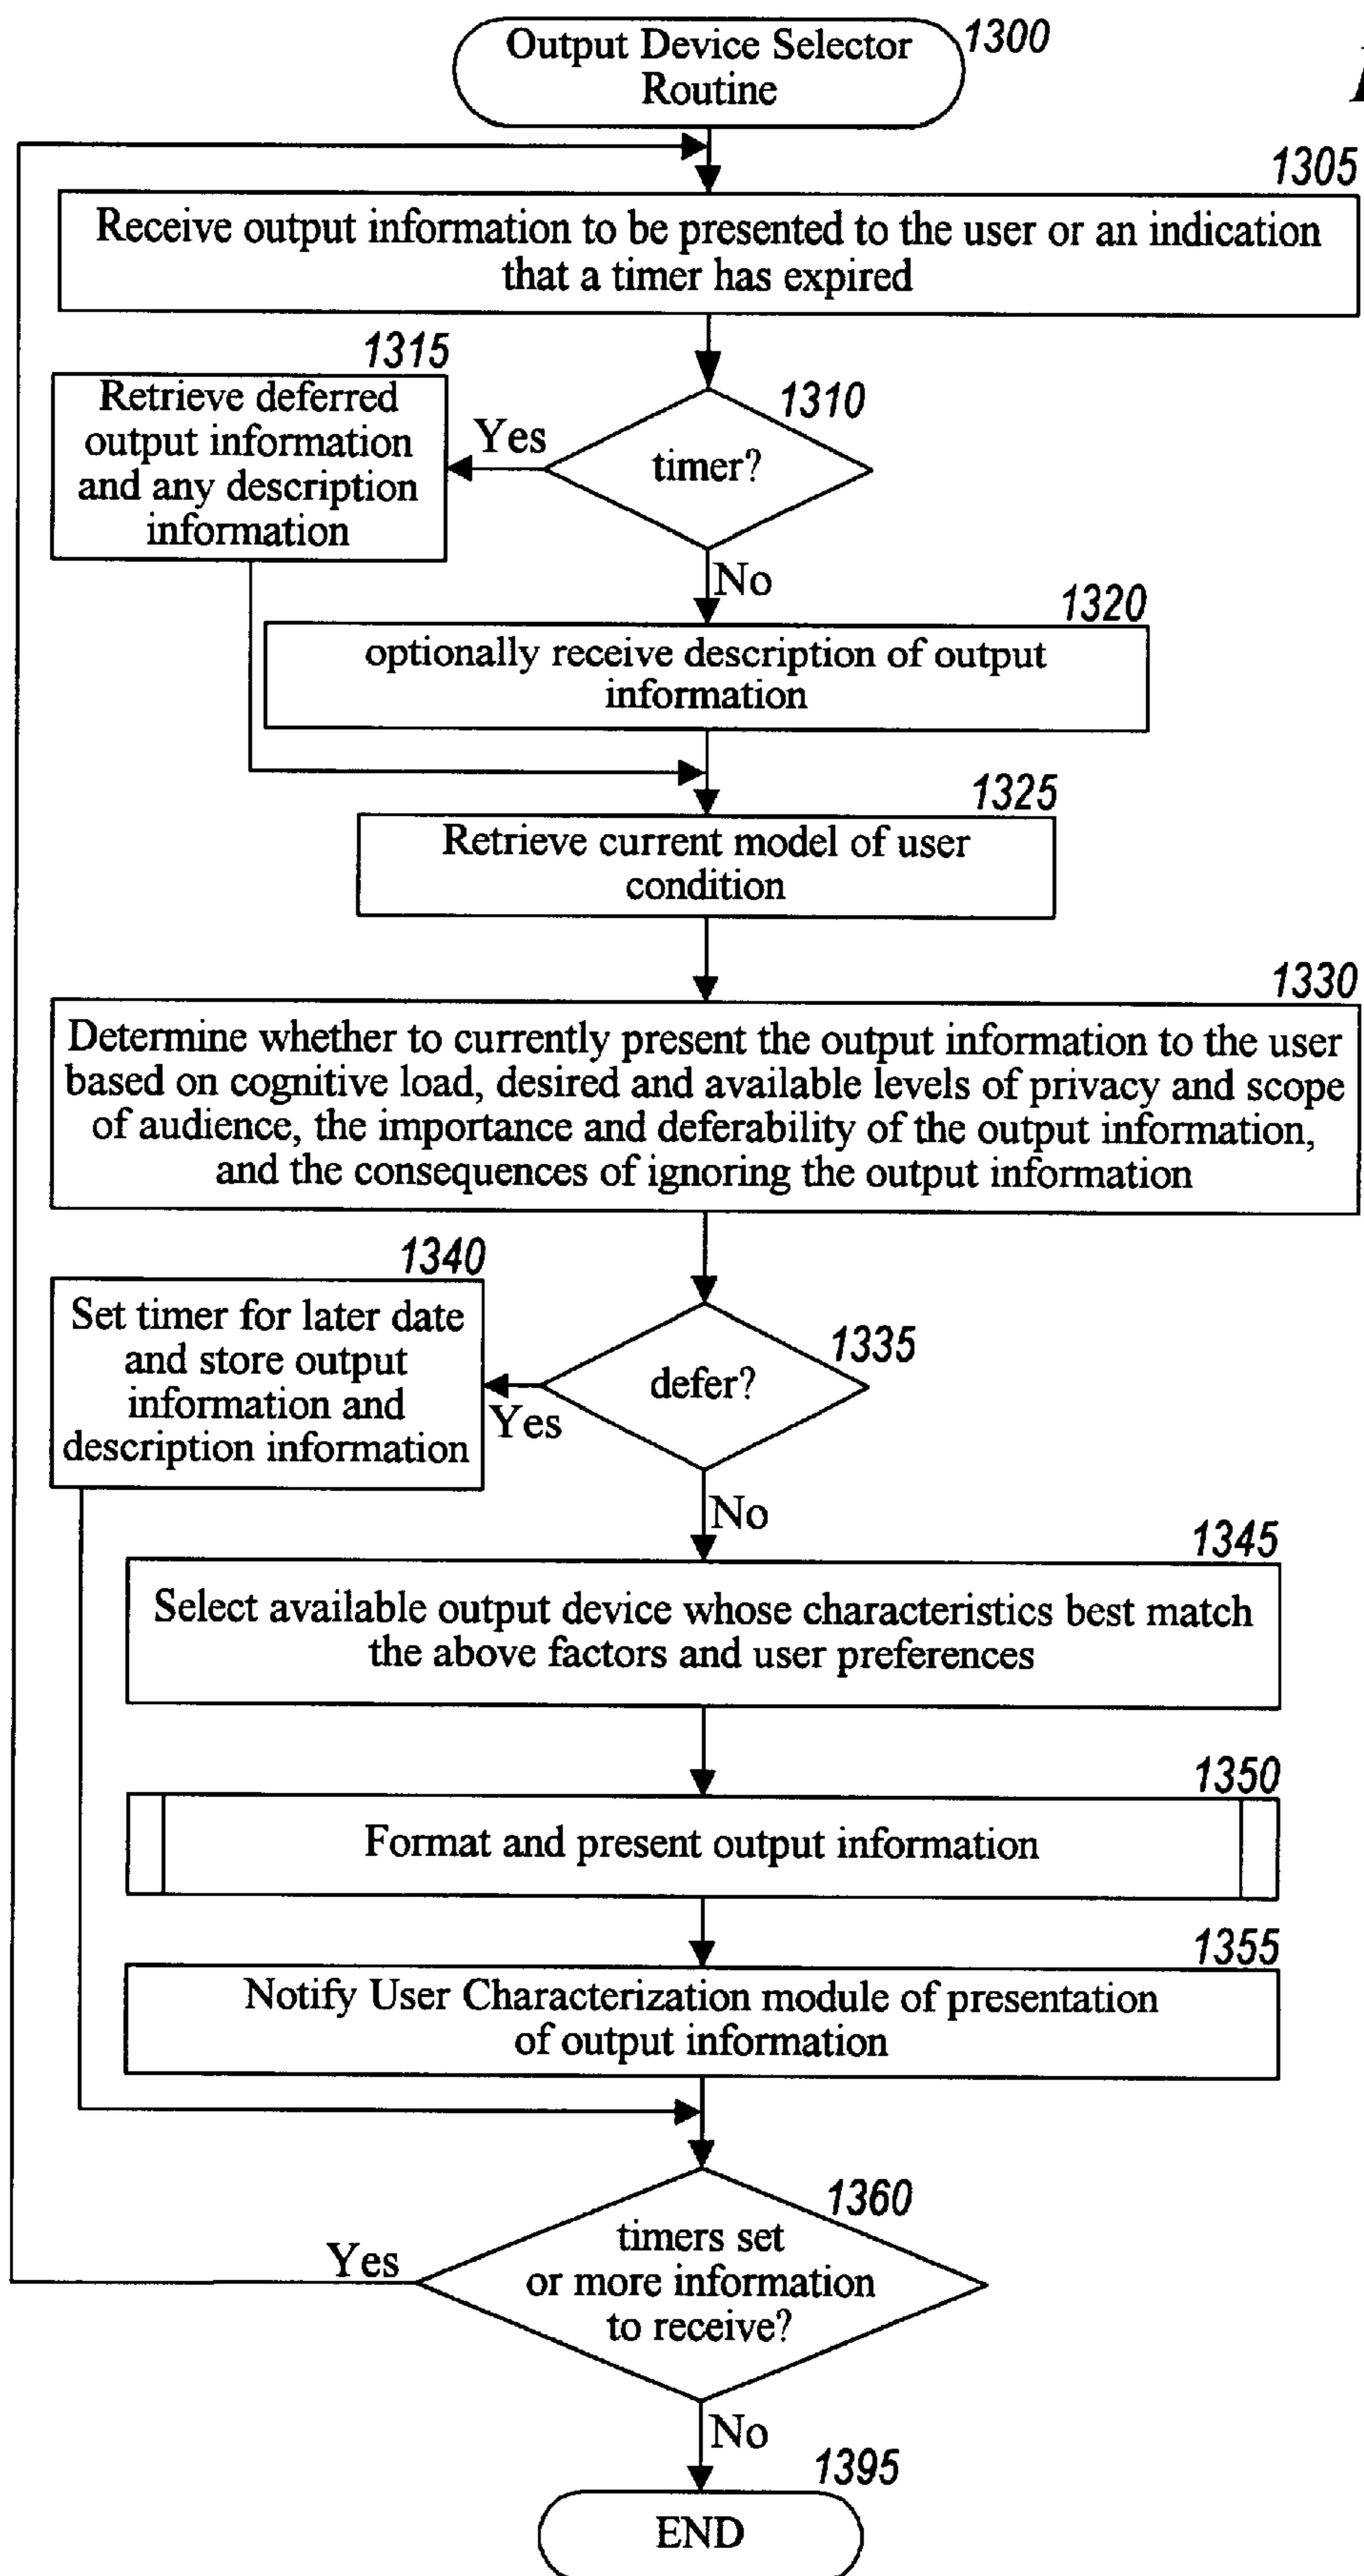 Output Device Selector
Routine
1300
1305
Receive output information to be presented to the user or an indication
that a timer has expired
1315
Retrieve deferred
output information
and any description
information
Yes
1310
timer?
No
1320
optionally receive description of output
information
1325
Retrieve current model of user
condition
1330
Determine whether to currently present the output information to the user
based on cognitive load, desired and available levels of privacy and scope
of audience, the importance and deferability of the output information,
and the consequences of ignoring the output information
1340
Set timer for later date
and store output
information and
description information
Yes
1335
defer?
No
1345
Select available output device whose characteristics best match
the above factors and user preferences
1350
Format and present output information
1355
Notify User Characterization module of presentation
of output information
1360
timers set
or more information
to receive?
Yes
No
1395
END